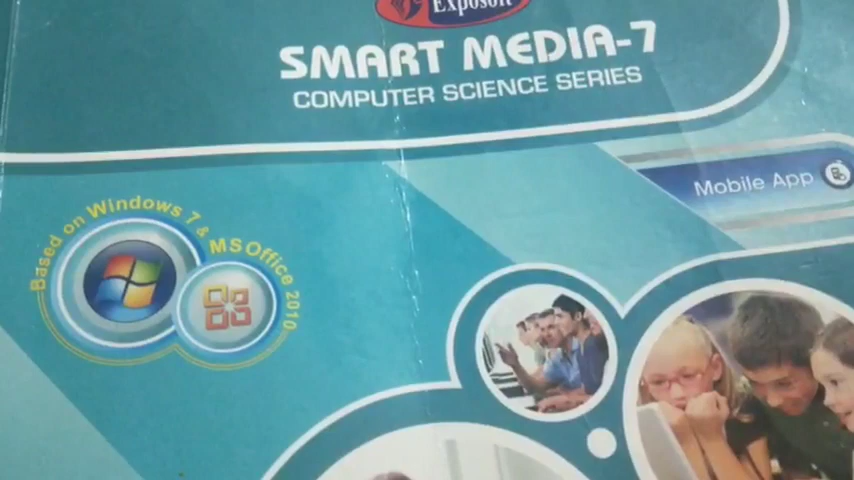 Exposoft
SMART MEDIA-7
COMPUTER SCIENCE SERIES
Mobile App
Based on Windows 7 & MS Office 2010